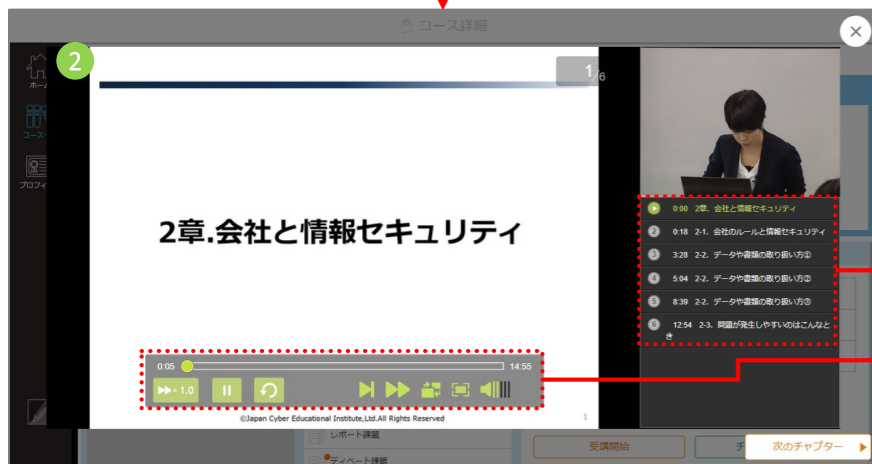 コース詳細
2
ホーム
1/6
プロフィ
2章.会社と情報セキュリティ
0:00 2章. 会社と情報セキュリティ
2 0:18 2-1. 会社のルールと情報セキュリティ
3 3:28 2-2. データや書類の取り扱い方①
4 5:04 2-2. データや書類の取り扱い方②
5 8:39 2-2. データや書類の取り扱い方③
6 12:54 2-3. 問題が発生しやすいのはこんなと
き
0:05 14:55
× 1.0
©Japan Cyber Educational Institute,Ltd.All Rights Reserved 1
レポート課題
ディベート課題
受講開始
チ
次のチャプター